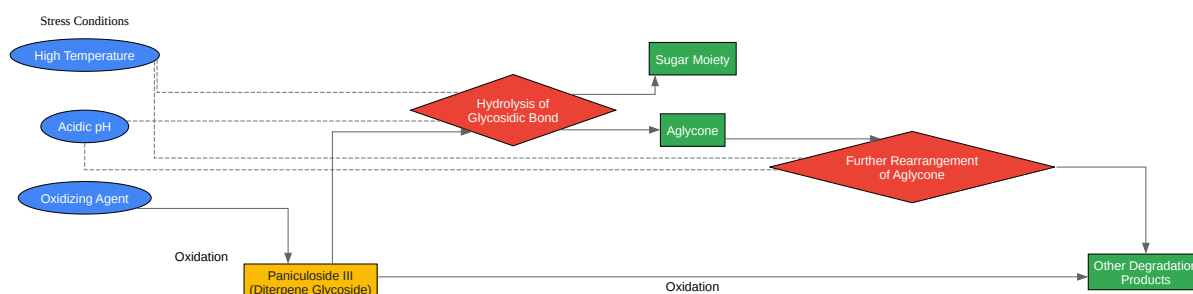 Stress Conditions
High Temperature
Sugar Moiety
Hydrolysis of
Glycosidic Bond
Acidic pH
Aglycone
Further Rearrangement
of Aglycone
Oxidizing Agent
Oxidation
Paniculoside III
(Diterpene Glycoside)
Other Degradation
Products
Oxidation